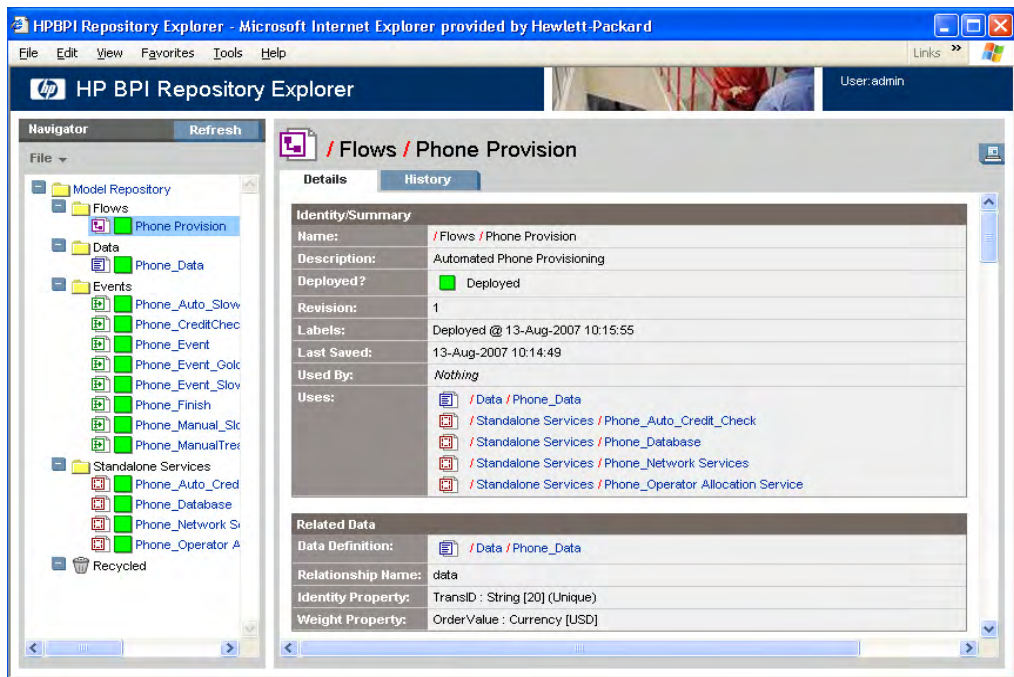 HPBPI Repository Explorer - Microsoft Internet Explorer provided by Hewlett-Packard
File Edit View Favorites Tools Help Links »
hp HP BPI Repository Explorer User:admin
Navigator Refresh
File
Model Repository
Flows
Phone Provision
Data
Phone_Data
Events
Phone_Auto_Slow
Phone_CreditChec
Phone_Event
Phone_Event_Gold
Phone_Event_Slov
Phone_Finish
Phone_Manual_Slo
Phone_ManualTrea
Standalone Services
Phone_Auto_Cred
Phone_Database
Phone_Network Se
Phone_Operator A
Recycled
/ Flows / Phone Provision
Details History
Identity/Summary
Name: / Flows / Phone Provision
Description: Automated Phone Provisioning
Deployed? Deployed
Revision: 1
Labels: Deployed @ 13-Aug-2007 10:15:55
Last Saved: 13-Aug-2007 10:14:49
Used By: Nothing
Uses: / Data / Phone_Data
/ Standalone Services / Phone_Auto_Credit_Check
/ Standalone Services / Phone_Database
/ Standalone Services / Phone_Network Services
/ Standalone Services / Phone_Operator Allocation Service
Related Data
Data Definition: / Data / Phone_Data
Relationship Name: data
Identity Property: TransID : String [20] (Unique)
Weight Property: OrderValue : Currency [USD]